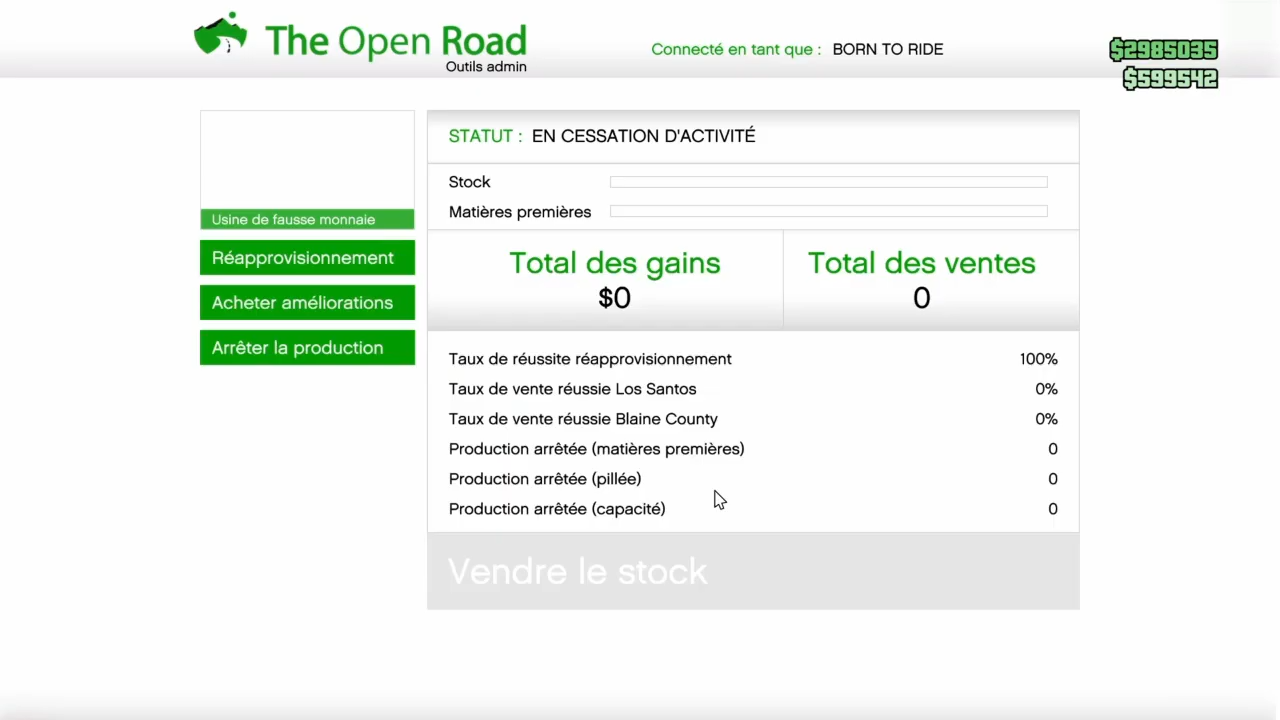 The Open Road
Outils admin
Connecté en tant que : BORN TO RIDE
$2985035
$599542
Usine de fausse monnaie
Réapprovisionnement
Acheter améliorations
Arrêter la production
STATUT : EN CESSATION D'ACTIVITÉ
Stock
Matières premières
Total des gains
$0
Total des ventes
0
Taux de réussite réapprovisionnement 100%
Taux de vente réussie Los Santos 0%
Taux de vente réussie Blaine County 0%
Production arrêtée (matières premières) 0
Production arrêtée (pillée) 0
Production arrêtée (capacité) 0
Vendre le stock